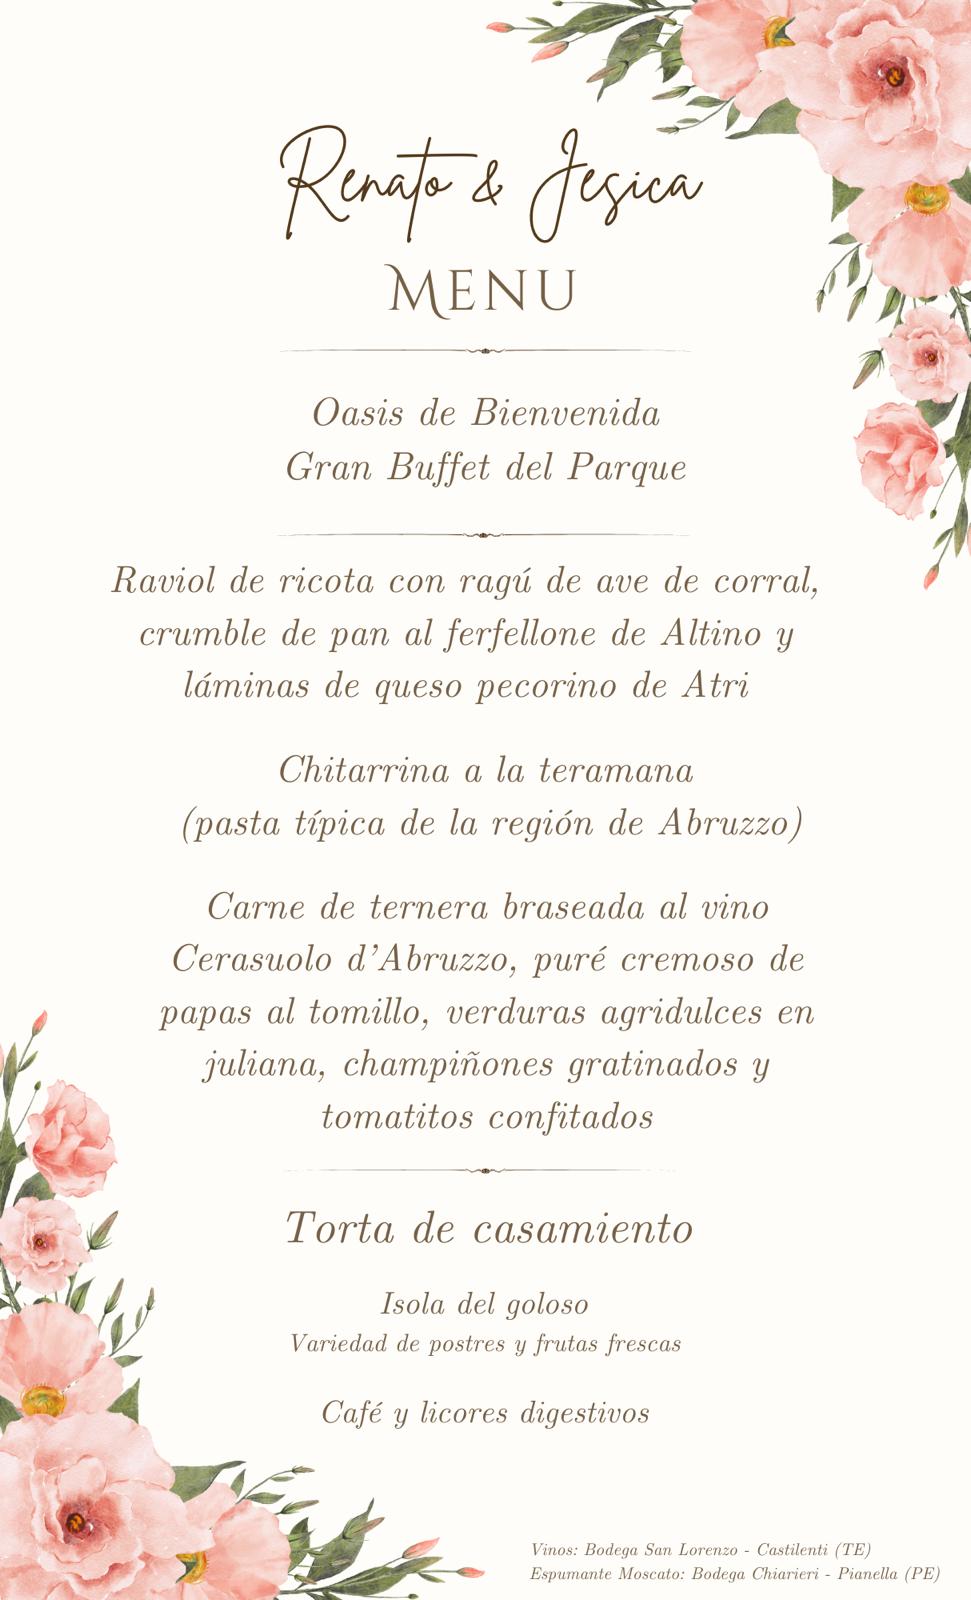 Renato & Jesica
MENU
Oasis de Bienvenida
Gran Buffet del Parque
Raviol de ricota con ragú de ave de corral,
crumble de pan al ferfellone de Altino y
láminas de queso pecorino de Atri
Chitarrina a la teramana
(pasta típica de la región de Abruzzo)
Carne de ternera braseada al vino
Cerasuolo d'Abruzzo, puré cremoso de
papas al tomillo, verduras agridulces en
juliana, champiñones gratinados y
tomatitos confitados
Torta de casamiento
Isola del goloso
Variedad de postres y frutas frescas
Café y licores digestivos
Vinos: Bodega San Lorenzo - Castilenti (TE)
Espumante Moscato: Bodega Chiarieri - Pianella (PE)